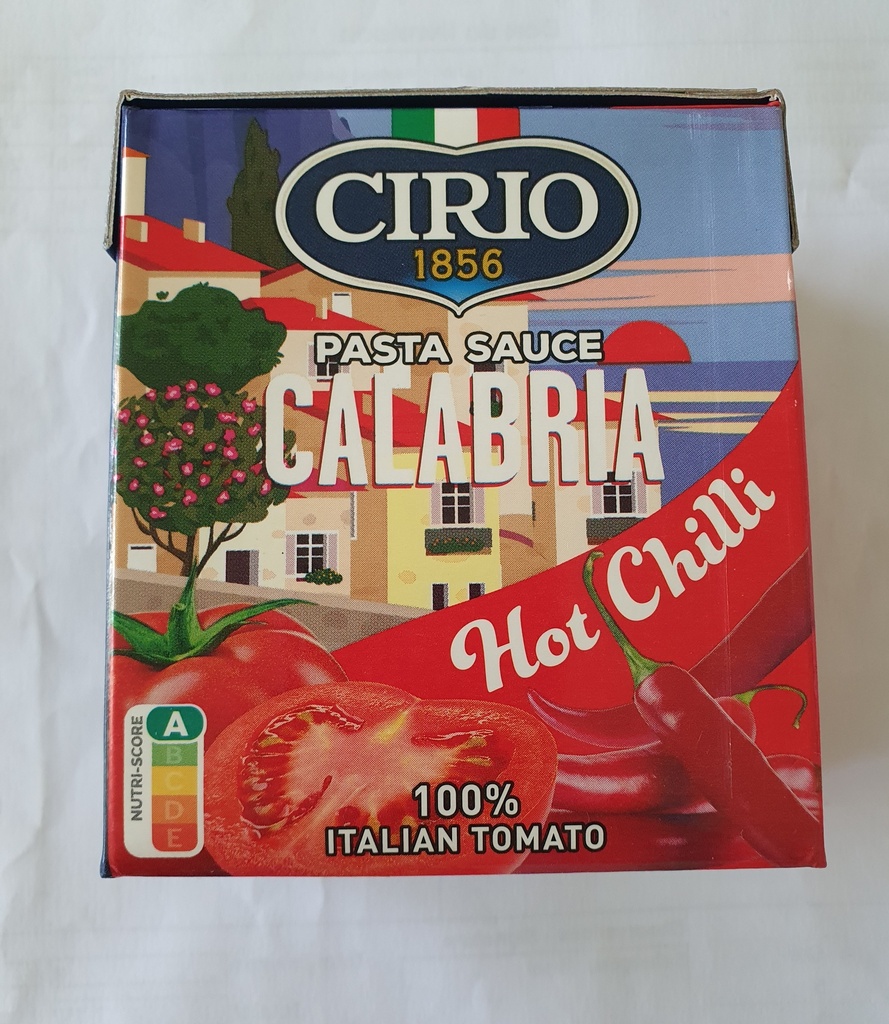 CIRIO
1856
PASTA SAUCE
CALABRIA
Hot Chilli
NUTRI-SCORE
A
B
C
D
E
100%
ITALIAN TOMATO